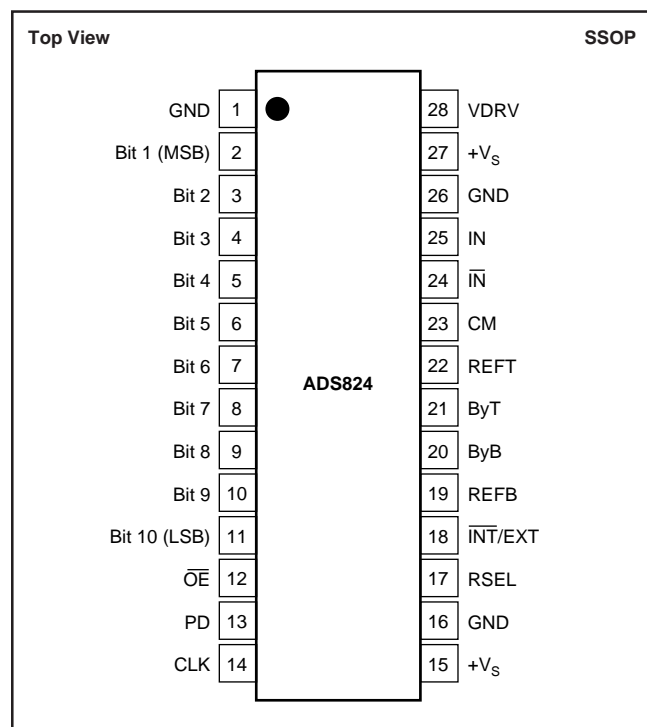 Top View SSOP
GND 1 28 VDRV
Bit 1 (MSB) 2 27 +VS
Bit 2 3 26 GND
Bit 3 4 25 IN
Bit 4 5 24 I̅N̅
Bit 5 6 23 CM
Bit 6 7 22 REFT
ADS824
Bit 7 8 21 ByT
Bit 8 9 20 ByB
Bit 9 10 19 REFB
Bit 10 (LSB) 11 18 I̅N̅T̅/EXT
O̅E̅ 12 17 RSEL
PD 13 16 GND
CLK 14 15 +VS